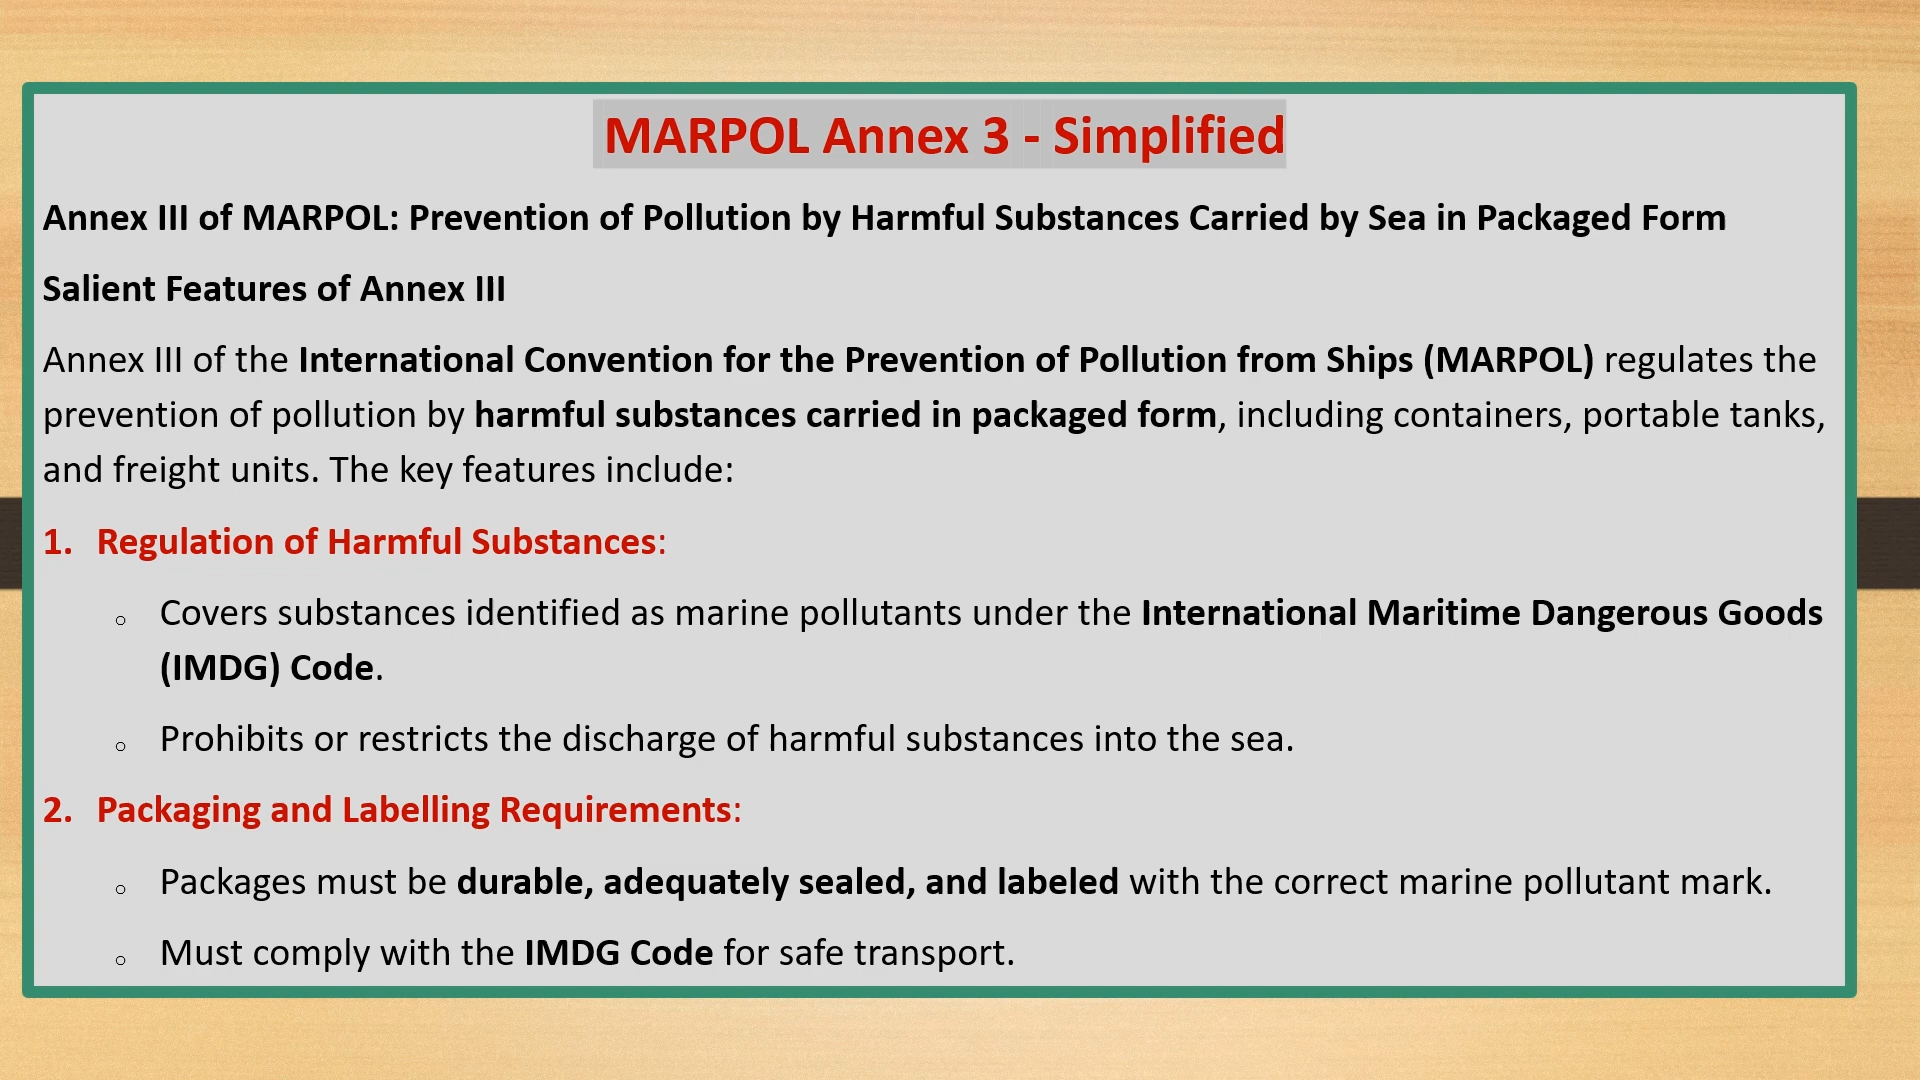 MARPOL Annex 3 - Simplified
Annex III of MARPOL: Prevention of Pollution by Harmful Substances Carried by Sea in Packaged Form
Salient Features of Annex III
Annex III of the International Convention for the Prevention of Pollution from Ships (MARPOL) regulates the
prevention of pollution by harmful substances carried in packaged form, including containers, portable tanks,
and freight units. The key features include:
1. Regulation of Harmful Substances:
○ Covers substances identified as marine pollutants under the International Maritime Dangerous Goods
(IMDG) Code.
○ Prohibits or restricts the discharge of harmful substances into the sea.
2. Packaging and Labelling Requirements:
○ Packages must be durable, adequately sealed, and labeled with the correct marine pollutant mark.
○ Must comply with the IMDG Code for safe transport.